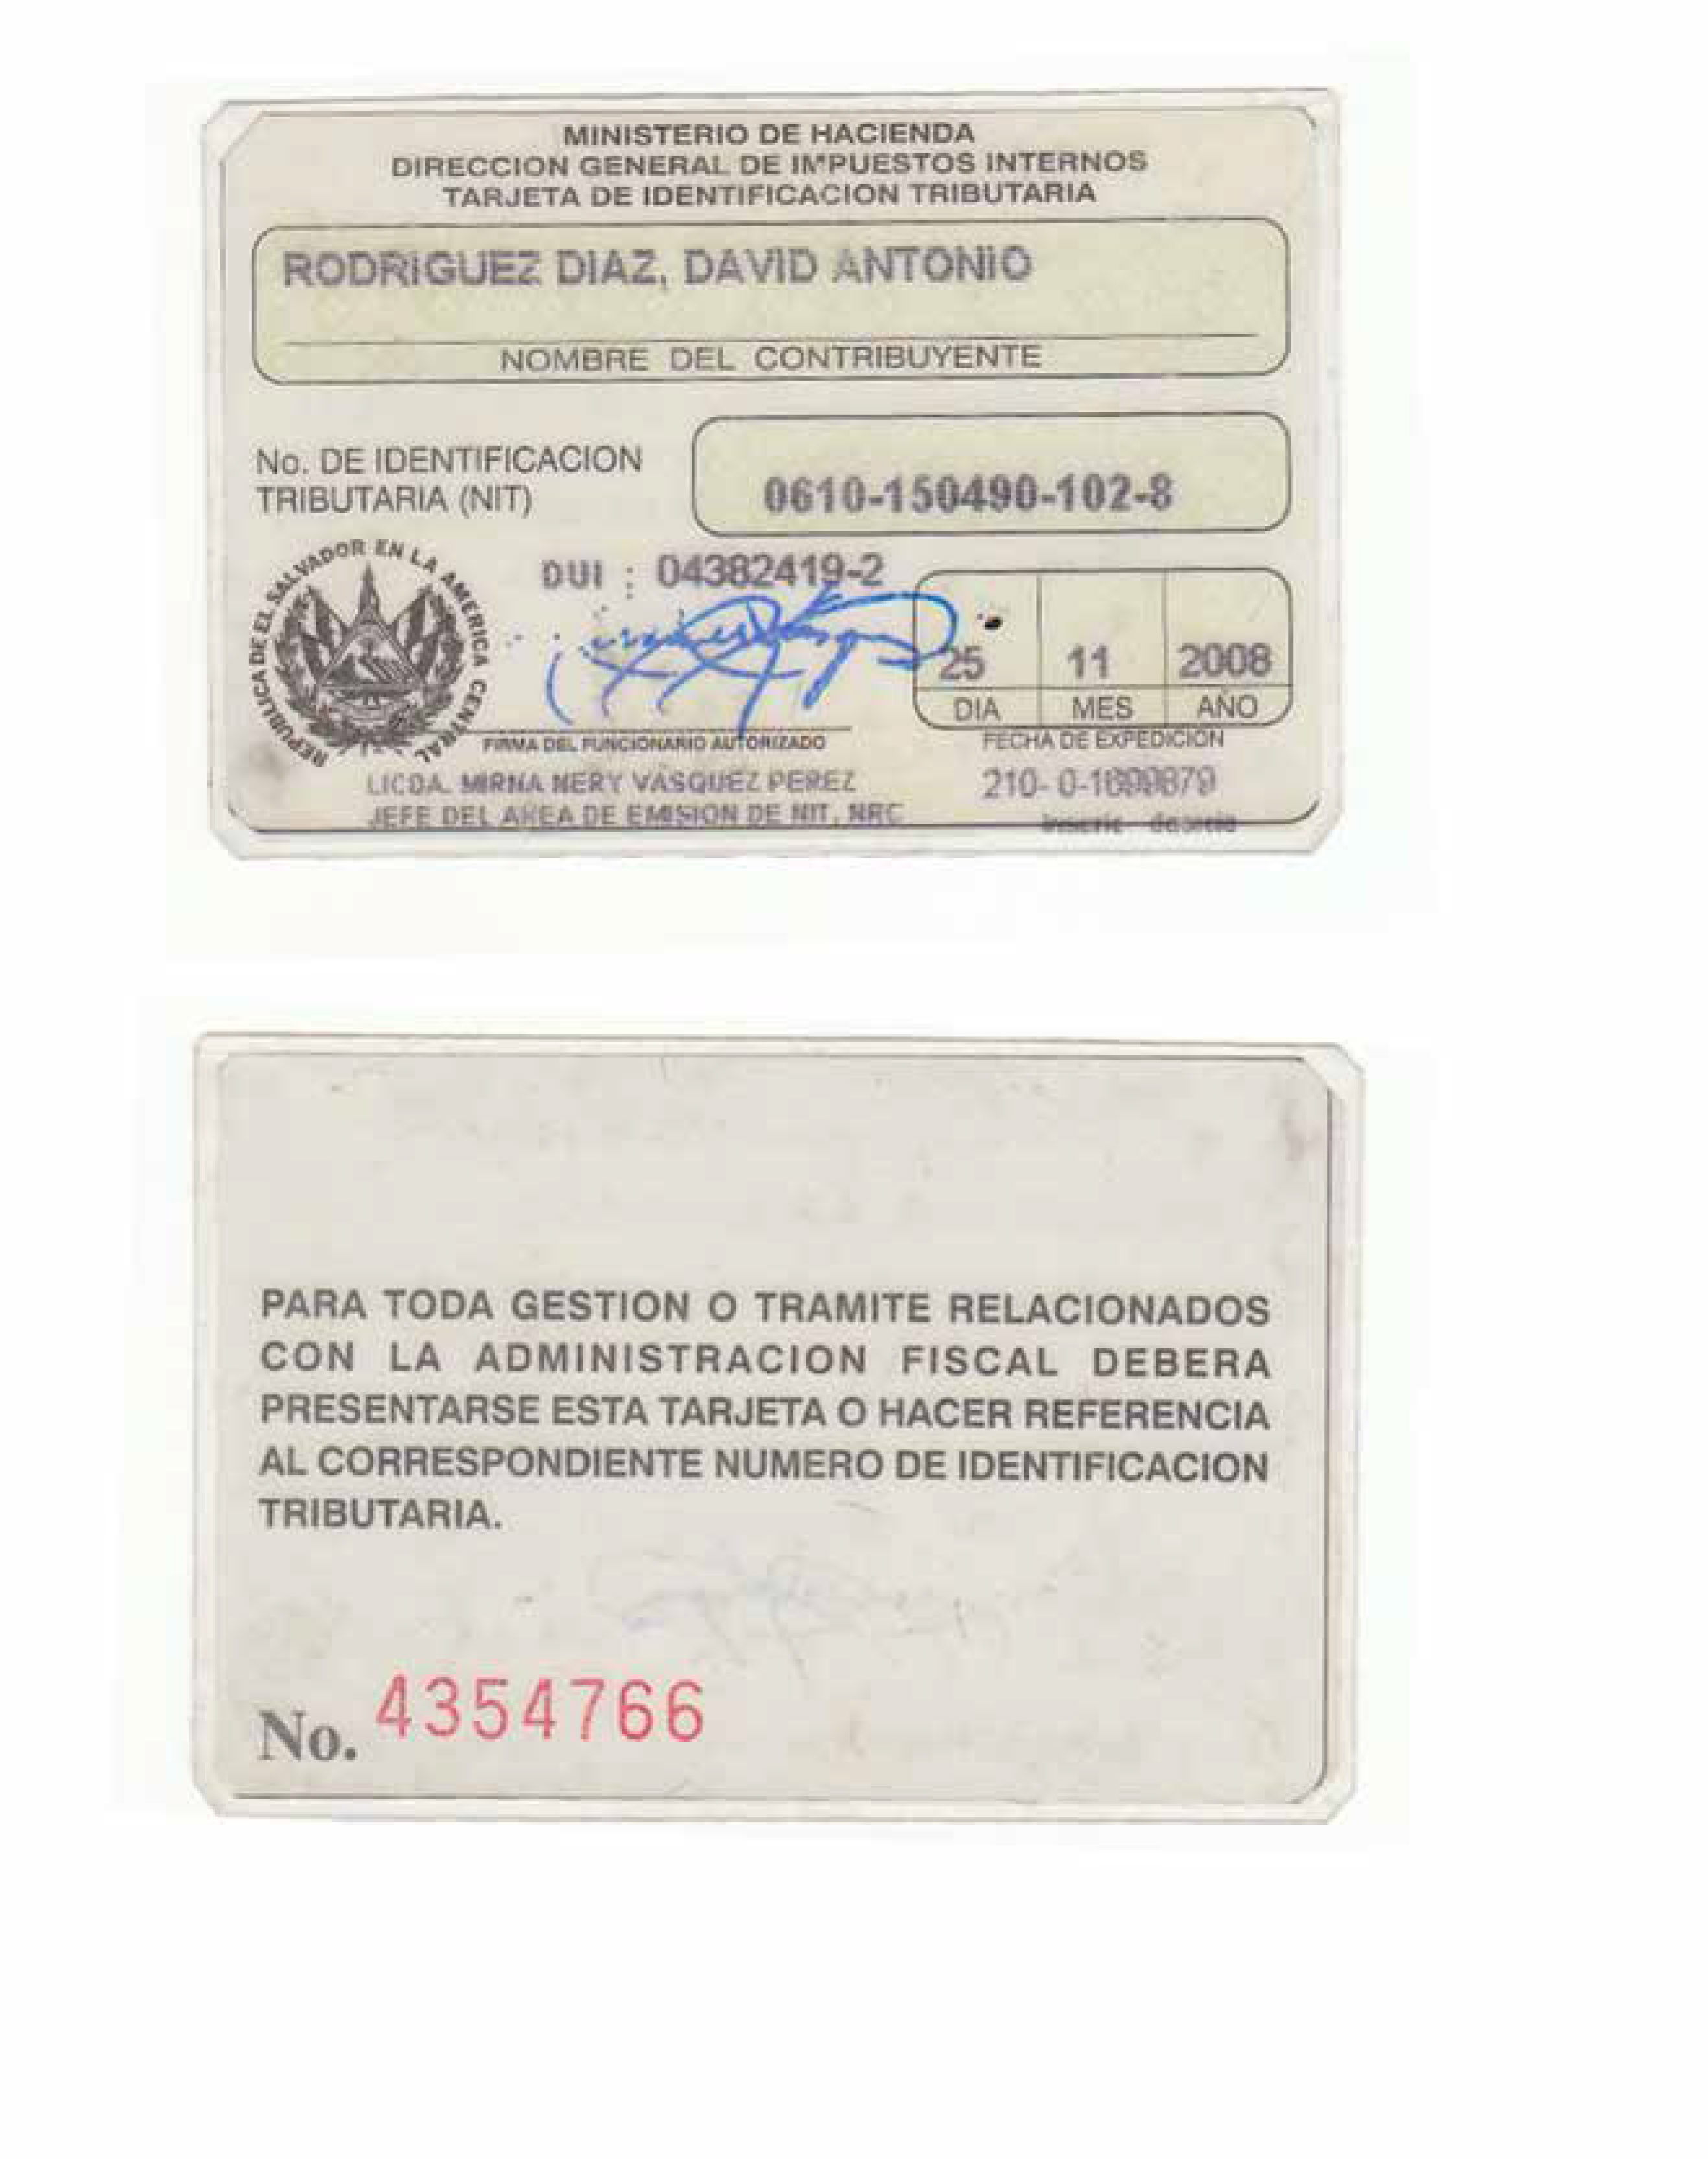 MINISTERIO DE HACIENDA
DIRECCION GENERAL DE IMPUESTOS INTERNOS
TARJETA DE IDENTIFICACION TRIBUTARIA
RODRIGUEZ DIAZ, DAVID ANTONIO
NOMBRE DEL CONTRIBUYENTE
No. DE IDENTIFICACION
TRIBUTARIA (NIT)
0610-150490-102-8
REPUBLICA DE EL SALVADOR EN LA AMERICA CENTRAL
DUI : 04382419-2
25 11 2008
DIA MES AÑO
FIRMA DEL FUNCIONARIO AUTORIZADO
FECHA DE EXPEDICION
LICDA. MIRNA NERY VASQUEZ PEREZ
JEFE DEL AREA DE EMISION DE NIT, NRC
PARA TODA GESTION O TRAMITE RELACIONADOS
CON LA ADMINISTRACION FISCAL DEBERA
PRESENTARSE ESTA TARJETA O HACER REFERENCIA
AL CORRESPONDIENTE NUMERO DE IDENTIFICACION
TRIBUTARIA.
No. 4354766